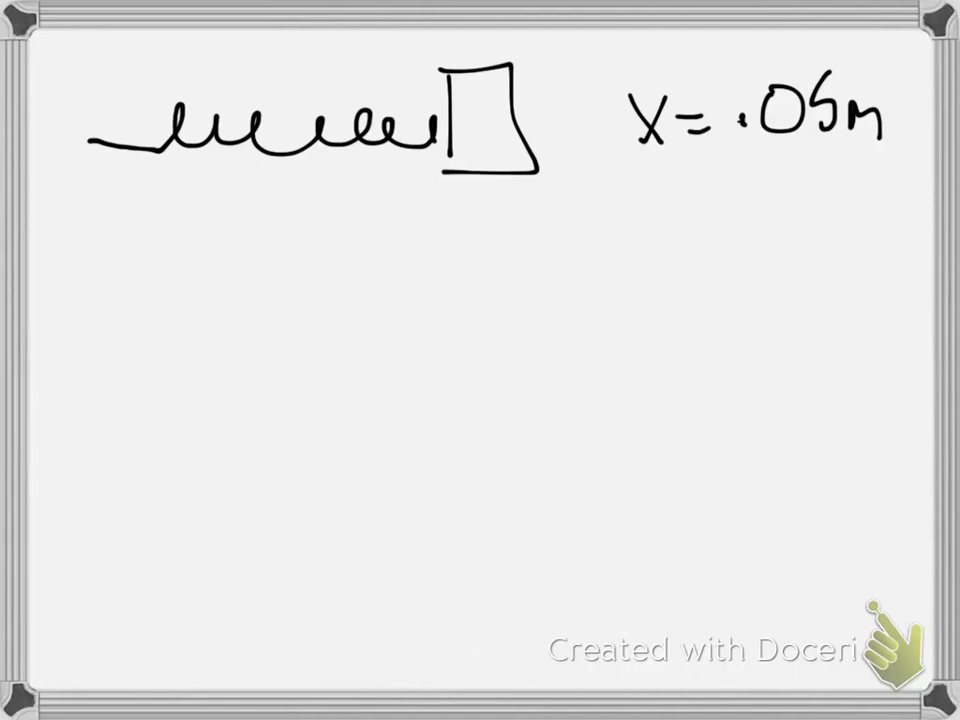 x = .05m
Created with Doceri